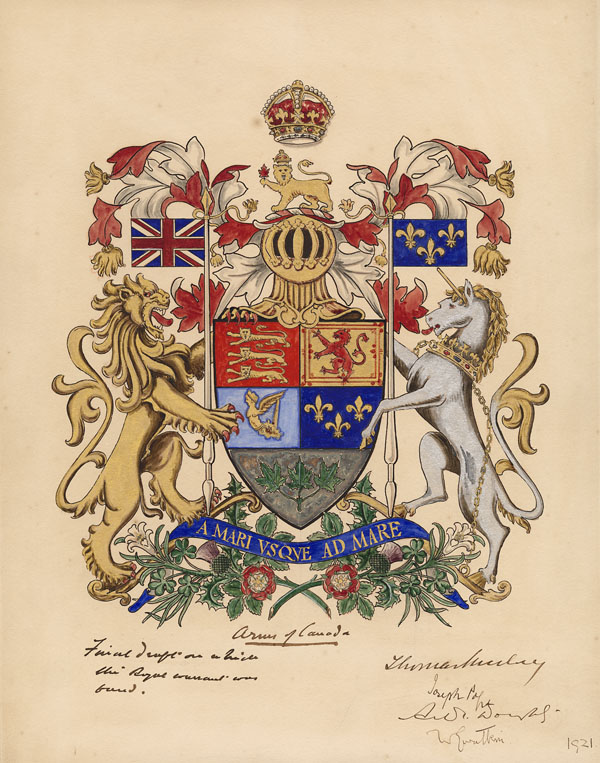 A MARI VSQVE AD MARE
Arms of Canada
Final draft on which
the Royal warrant was
based.
Thomas Mulvey
Joseph Pope
1921.